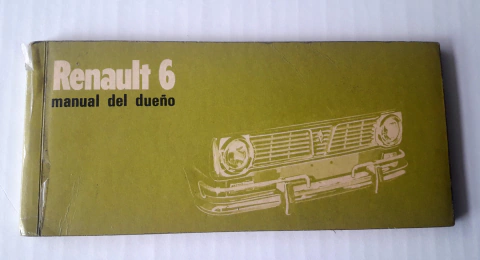 Renault 6
manual del dueño